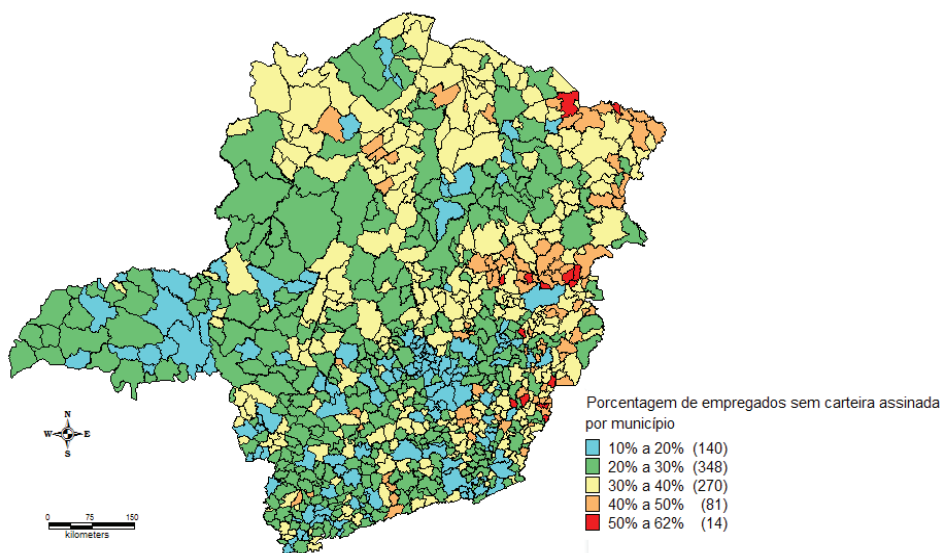 Porcentagem de empregados sem carteira assinada
por município
10% a 20% (140)
20% a 30% (348)
30% a 40% (270)
40% a 50% (81)
50% a 62% (14)
N
W E
S
0 75 150
kilometers